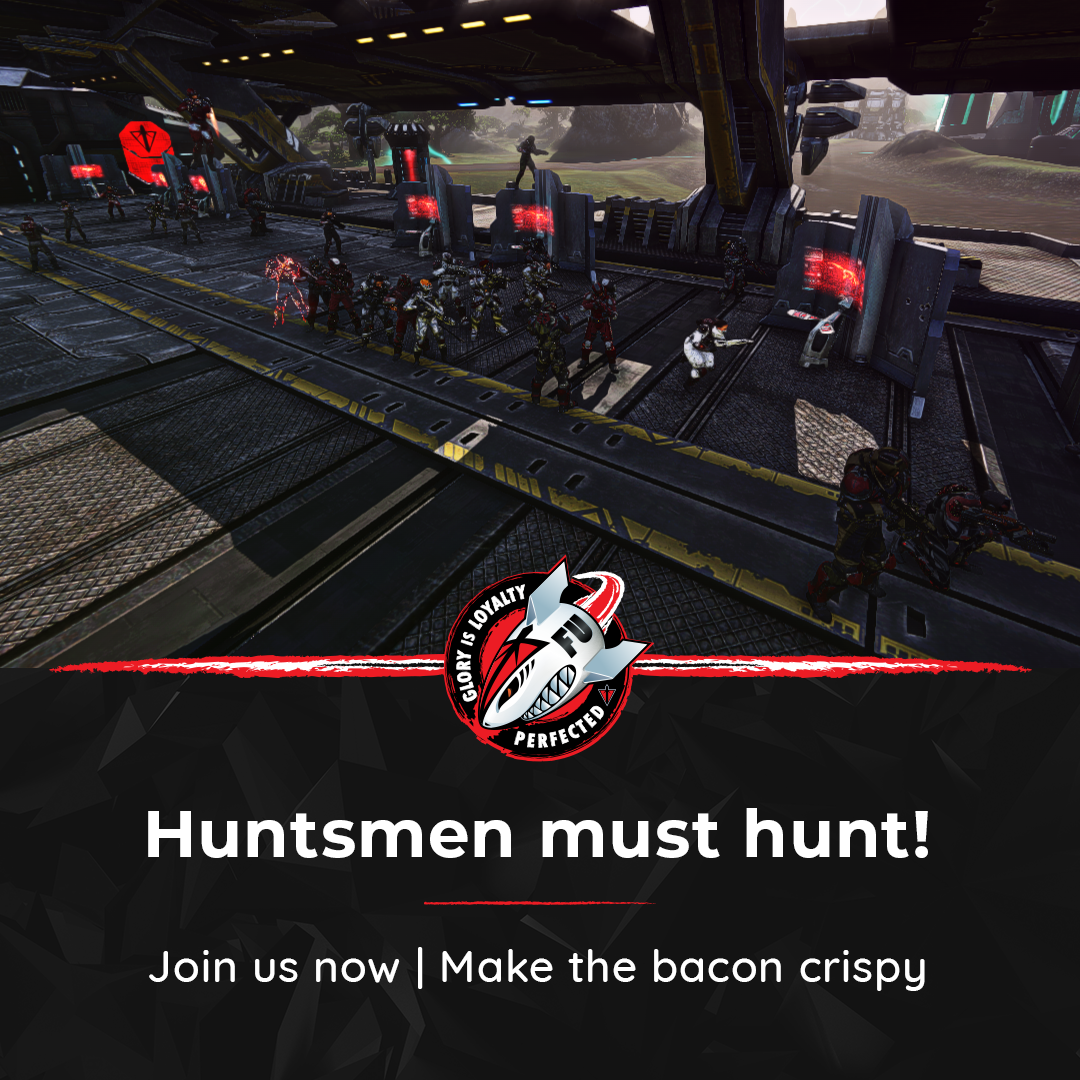 GLORY IS LOYALTY
FU
PERFECTED
Huntsmen must hunt!
Join us now | Make the bacon crispy